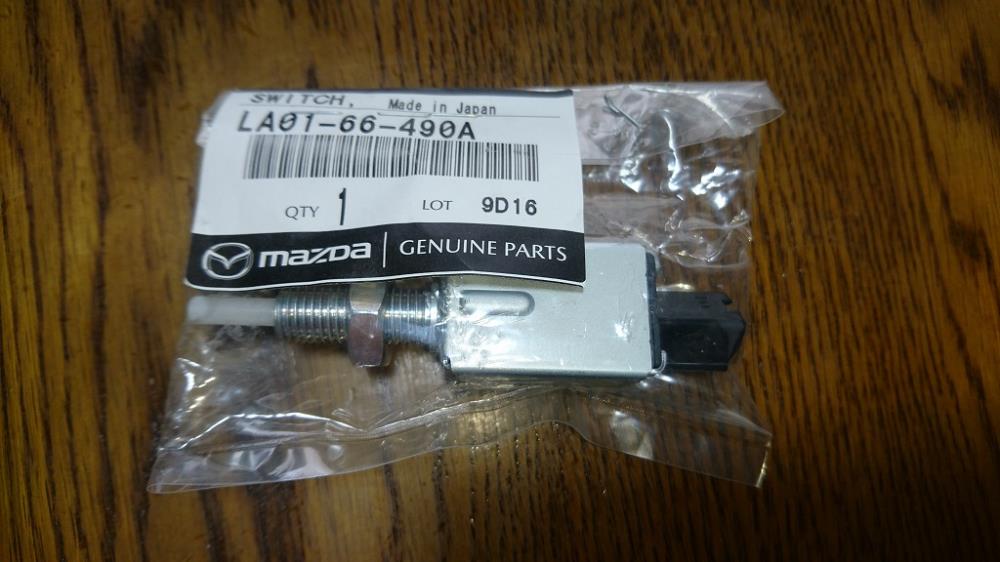 SWITCH, Made in Japan
LA01-66-490A
QTY 1 LOT 9D16
mazda GENUINE PARTS